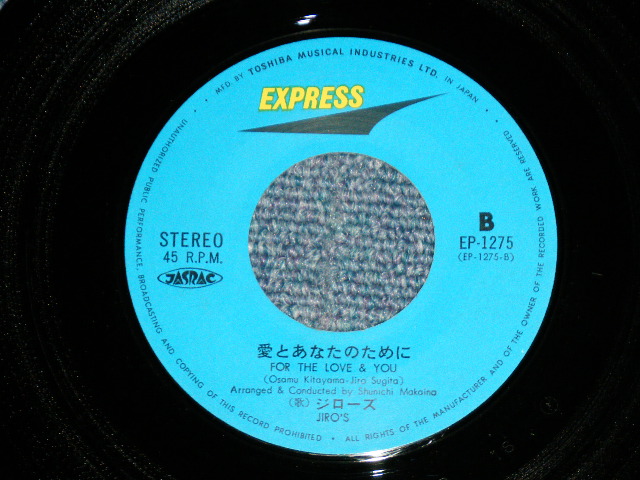 MFD. BY TOSHIBA MUSICAL INDUSTRIES LTD. IN JAPAN •
ALL RIGHTS OF THE MANUFACTURER AND OF THE OWNER OF THE RECORDED WORK ARE RESERVED
UNAUTHORIZED PUBLIC PERFORMANCE, BROADCASTING AND COPYING OF THIS RECORD PROHIBITED •
EXPRESS
STEREO
45 R.P.M.
JASRAC
B
EP-1275
(EP-1275-B)
愛とあなたのために
FOR THE LOVE & YOU
(Osamu Kitayama-Jira Sugita)
Arranged & Conducted by Shinichi Makaina
(歌) ジローズ
JIRO'S